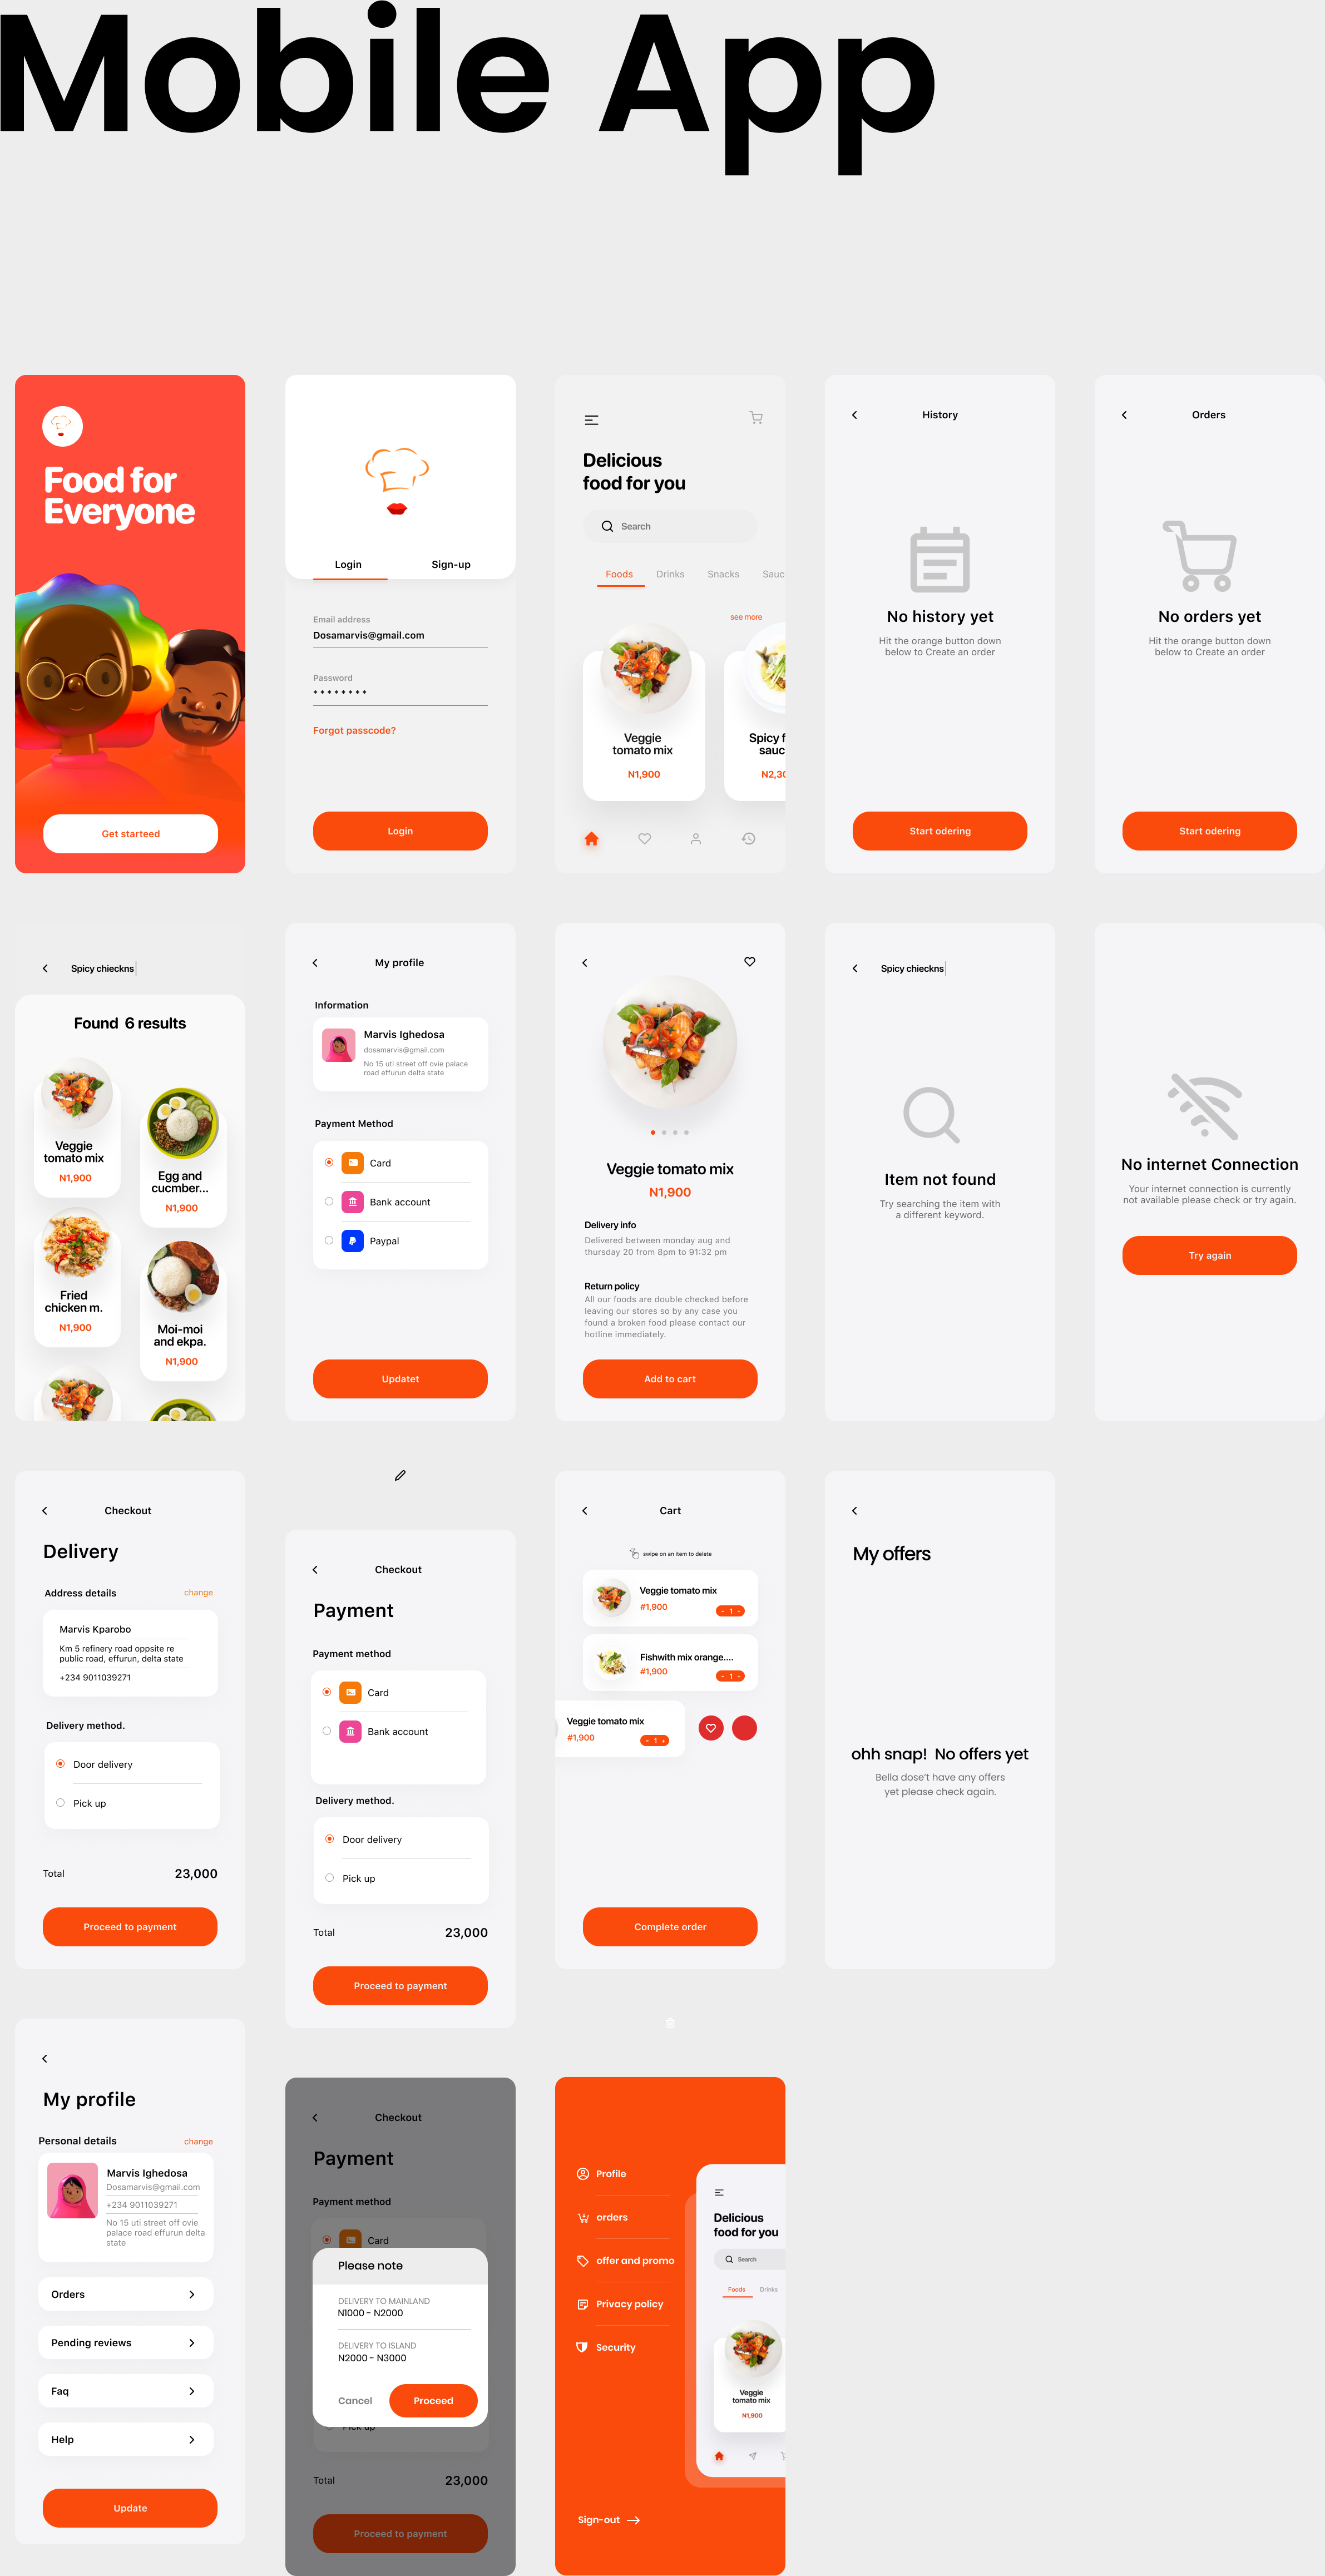 Mobile App
Food for
Everyone
Get starteed
Login
Sign-up
Email address
Dosamarvis@gmail.com
Password
* * * * * * * *
Forgot passcode?
Login
Delicious
food for you
Search
Foods
Drinks
Snacks
Sauc
see more
Veggie
tomato mix
N1,900
Spicy f
sauc
N2,30
History
No history yet
Hit the orange button down
below to Create an order
Start odering
Orders
No orders yet
Hit the orange button down
below to Create an order
Start odering
Spicy chieckns
Found 6 results
Veggie
tomato mix
N1,900
Egg and
cucmber...
N1,900
Fried
chicken m.
N1,900
Moi-moi
and ekpa.
N1,900
My profile
Information
Marvis Ighedosa
dosamarvis@gmail.com
No 15 uti street off ovie palace
road effurun delta state
Payment Method
Card
Bank account
Paypal
Updatet
Veggie tomato mix
N1,900
Delivery info
Delivered between monday aug and
thursday 20 from 8pm to 91:32 pm
Return policy
All our foods are double checked before
leaving our stores so by any case you
found a broken food please contact our
hotline immediately.
Add to cart
Spicy chieckns
Item not found
Try searching the item with
a different keyword.
No internet Connection
Your internet connection is currently
not available please check or try again.
Try again
Checkout
Delivery
Address details
change
Marvis Kparobo
Km 5 refinery road oppsite re
public road, effurun, delta state
+234 9011039271
Delivery method.
Door delivery
Pick up
Total
23,000
Proceed to payment
Checkout
Payment
Payment method
Card
Bank account
Delivery method.
Door delivery
Pick up
Total
23,000
Proceed to payment
Cart
swipe on an item to delete
Veggie tomato mix
#1,900
- 1 +
Fishwith mix orange....
#1,900
- 1 +
Veggie tomato mix
#1,900
- 1 +
Complete order
My offers
ohh snap! No offers yet
Bella dose't have any offers
yet please check again.
My profile
Personal details
change
Marvis Ighedosa
Dosamarvis@gmail.com
+234 9011039271
No 15 uti street off ovie
palace road effurun delta
state
Orders
Pending reviews
Faq
Help
Update
Checkout
Payment
Payment method
Card
Please note
DELIVERY TO MAINLAND
N1000 - N2000
DELIVERY TO ISLAND
N2000 - N3000
Cancel
Proceed
Pick up
Total
23,000
Proceed to payment
Profile
orders
offer and promo
Privacy policy
Security
Sign-out
Delicious
food for you
Search
Foods
Drinks
Veggie
tomato mix
N1,900